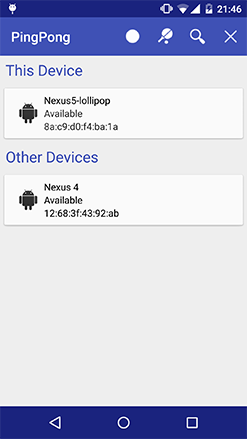 21:46
PingPong
This Device
Nexus5-lollipop
Available
8a:c9:d0:f4:ba:1a
Other Devices
Nexus 4
Available
12:68:3f:43:92:ab